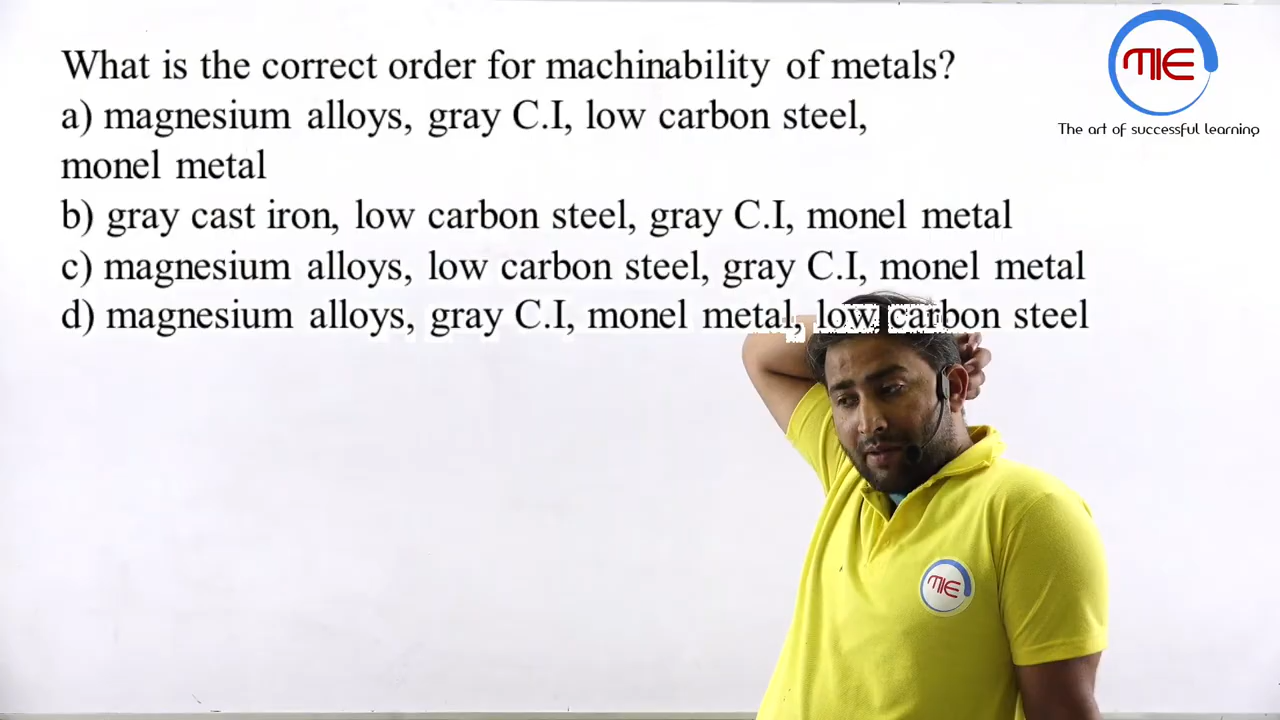 What is the correct order for machinability of metals?
a) magnesium alloys, gray C.I, low carbon steel,
monel metal
b) gray cast iron, low carbon steel, gray C.I, monel metal
c) magnesium alloys, low carbon steel, gray C.I, monel metal
d) magnesium alloys, gray C.I, monel metal, low carbon steel
MIE
The art of successful learning
MIE